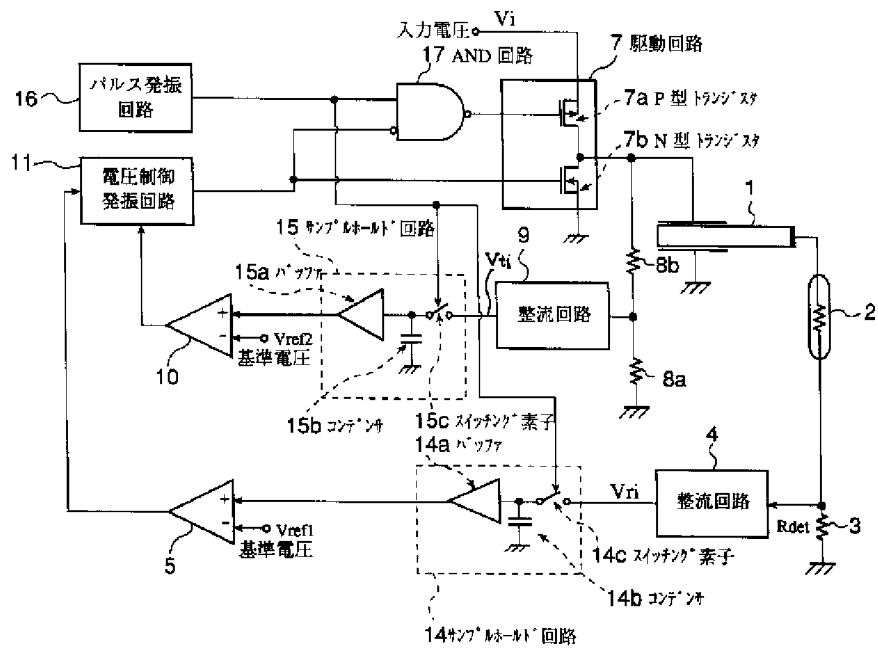 入力電圧 Vi
17 AND 回路
7 駆動回路
16
パルス発振
回路
7a P 型 トランジスタ
7b N 型 トランジスタ
11
電圧制御
発振回路
1
15 サンプルホールド 回路
9
15a バッファ
Vti
8b
整流回路
2
+
-
Vref2
基準電圧
10
8a
15b コンデンサ
15c スイッチング 素子
14a バッファ
4
+
-
Vref1
基準電圧
5
Vri
整流回路
Rdet
3
14c スイッチング 素子
14b コンデンサ
14 サンプルホールド 回路